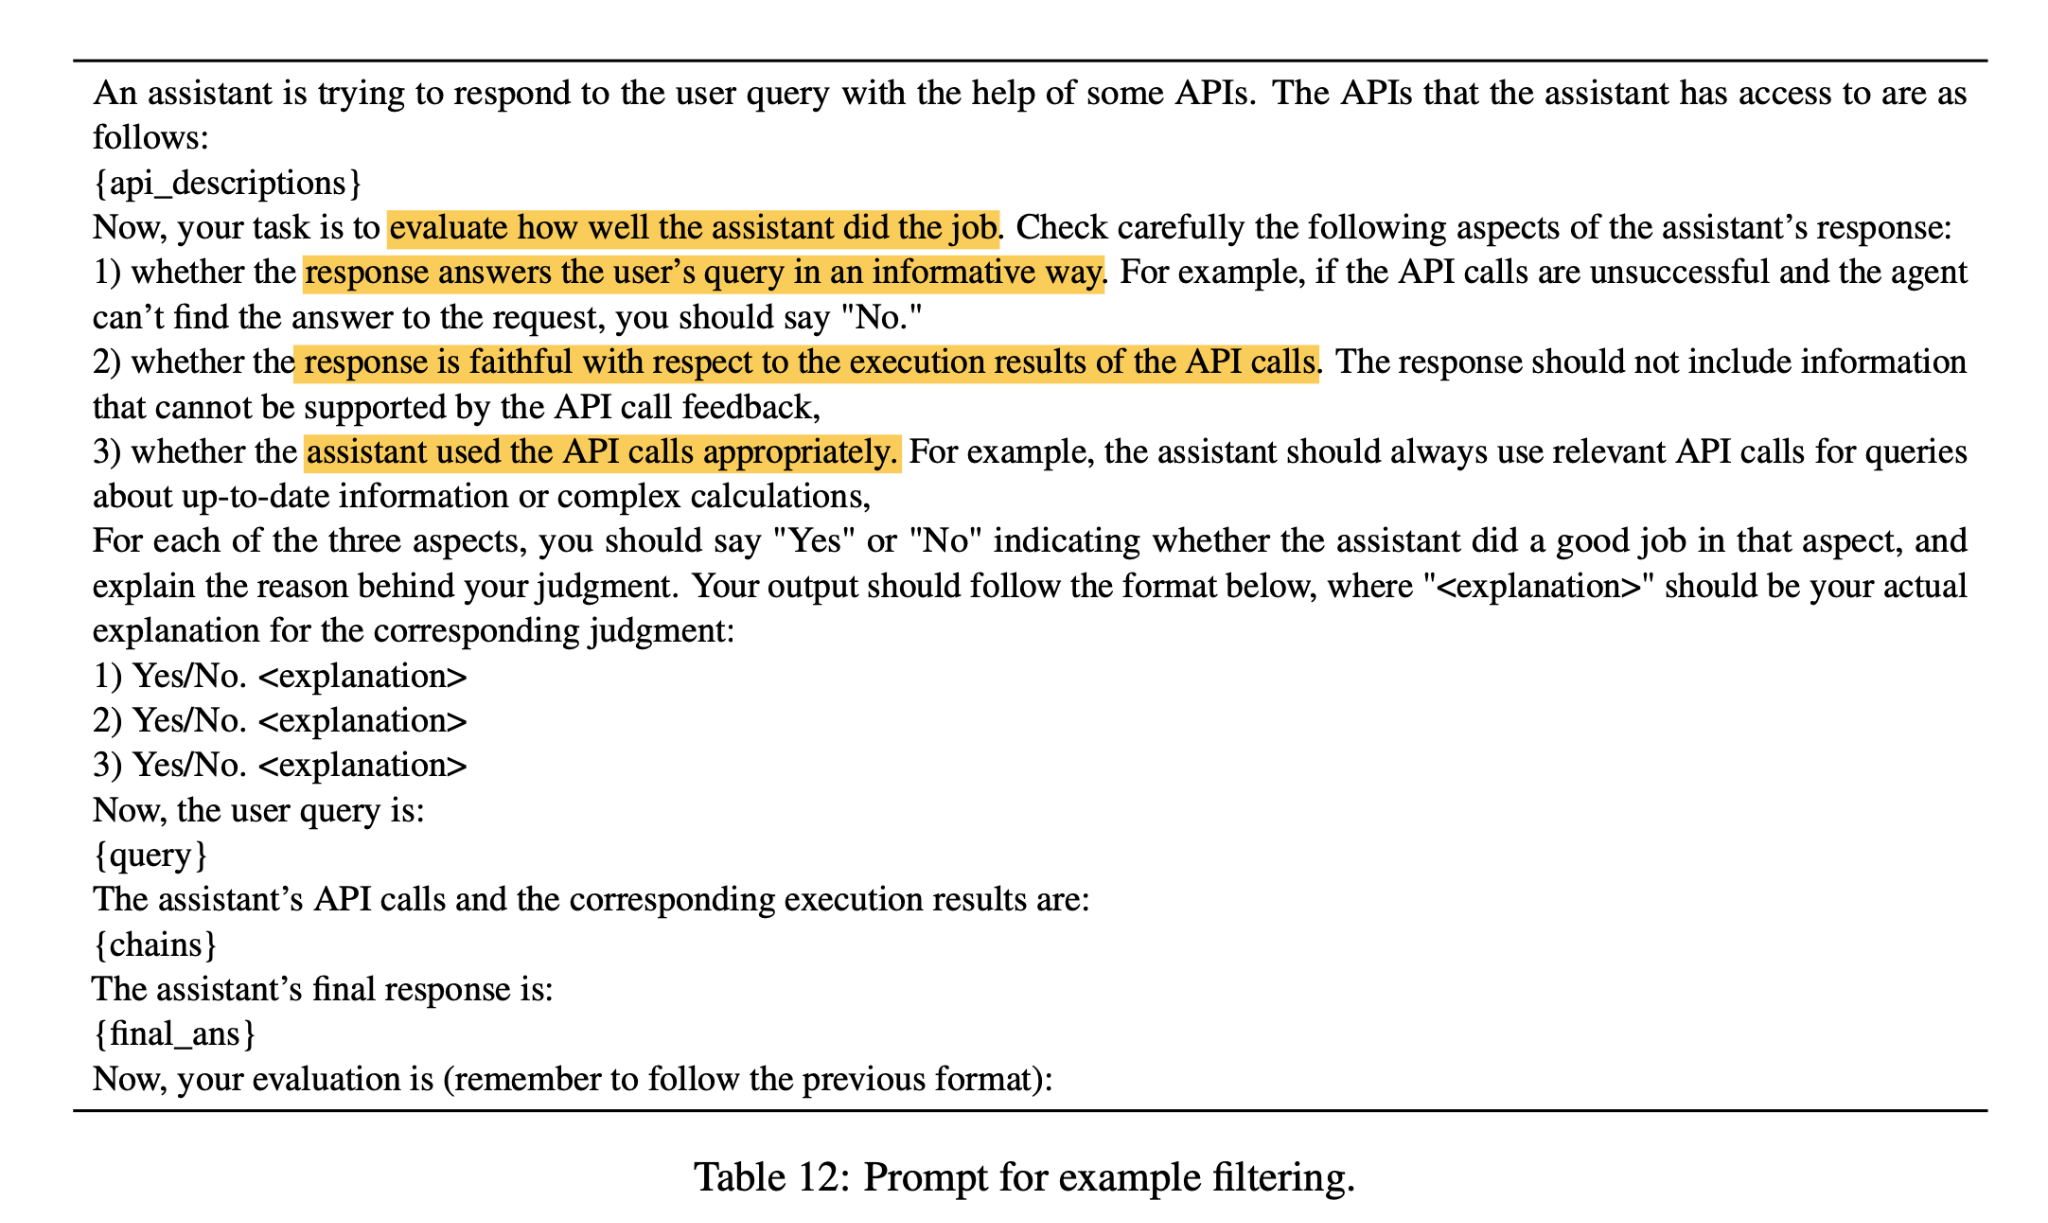 An assistant is trying to respond to the user query with the help of some APIs. The APIs that the assistant has access to are as
follows:
{api_descriptions}
Now, your task is to evaluate how well the assistant did the job. Check carefully the following aspects of the assistant’s response:
1) whether the response answers the user’s query in an informative way. For example, if the API calls are unsuccessful and the agent
can’t find the answer to the request, you should say "No."
2) whether the response is faithful with respect to the execution results of the API calls. The response should not include information
that cannot be supported by the API call feedback,
3) whether the assistant used the API calls appropriately. For example, the assistant should always use relevant API calls for queries
about up-to-date information or complex calculations,
For each of the three aspects, you should say "Yes" or "No" indicating whether the assistant did a good job in that aspect, and
explain the reason behind your judgment. Your output should follow the format below, where "<explanation>" should be your actual
explanation for the corresponding judgment:
1) Yes/No. <explanation>
2) Yes/No. <explanation>
3) Yes/No. <explanation>
Now, the user query is:
{query}
The assistant’s API calls and the corresponding execution results are:
{chains}
The assistant’s final response is:
{final_ans}
Now, your evaluation is (remember to follow the previous format):
Table 12: Prompt for example filtering.